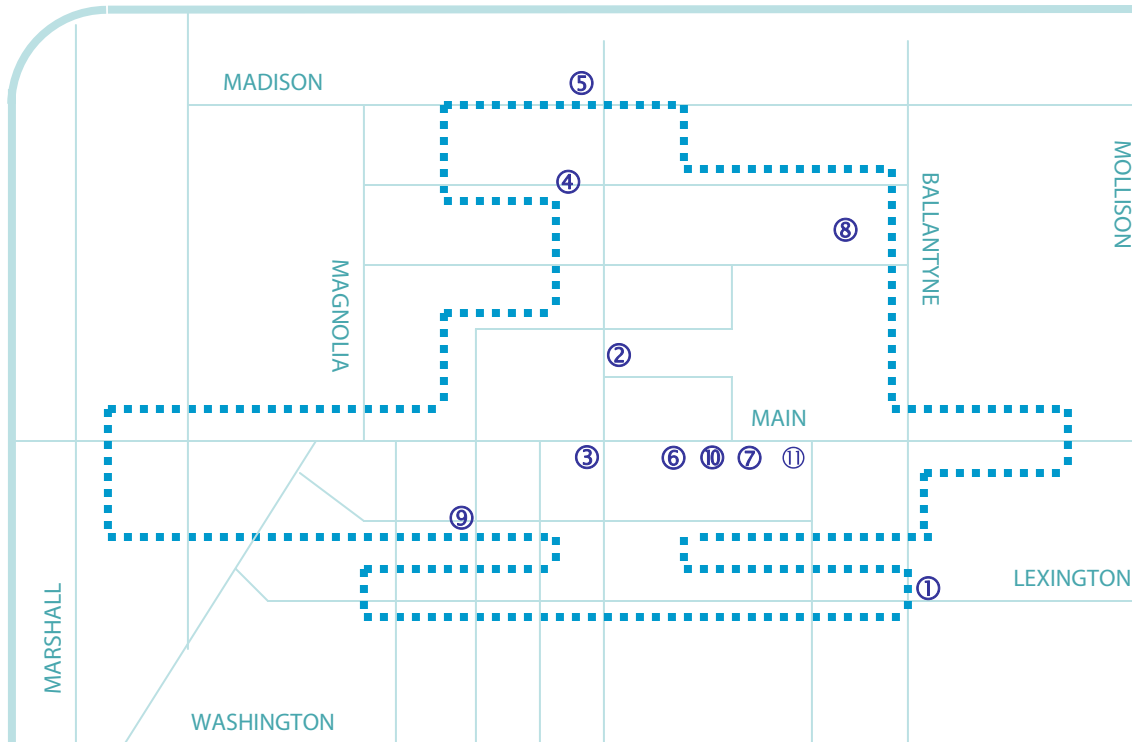 MADISON
⑤
MOLLISON
④
BALLANTYNE
⑧
MAGNOLIA
②
MAIN
③ ⑥ ⑩ ⑦ ⑪
⑨
LEXINGTON
①
MARSHALL
WASHINGTON